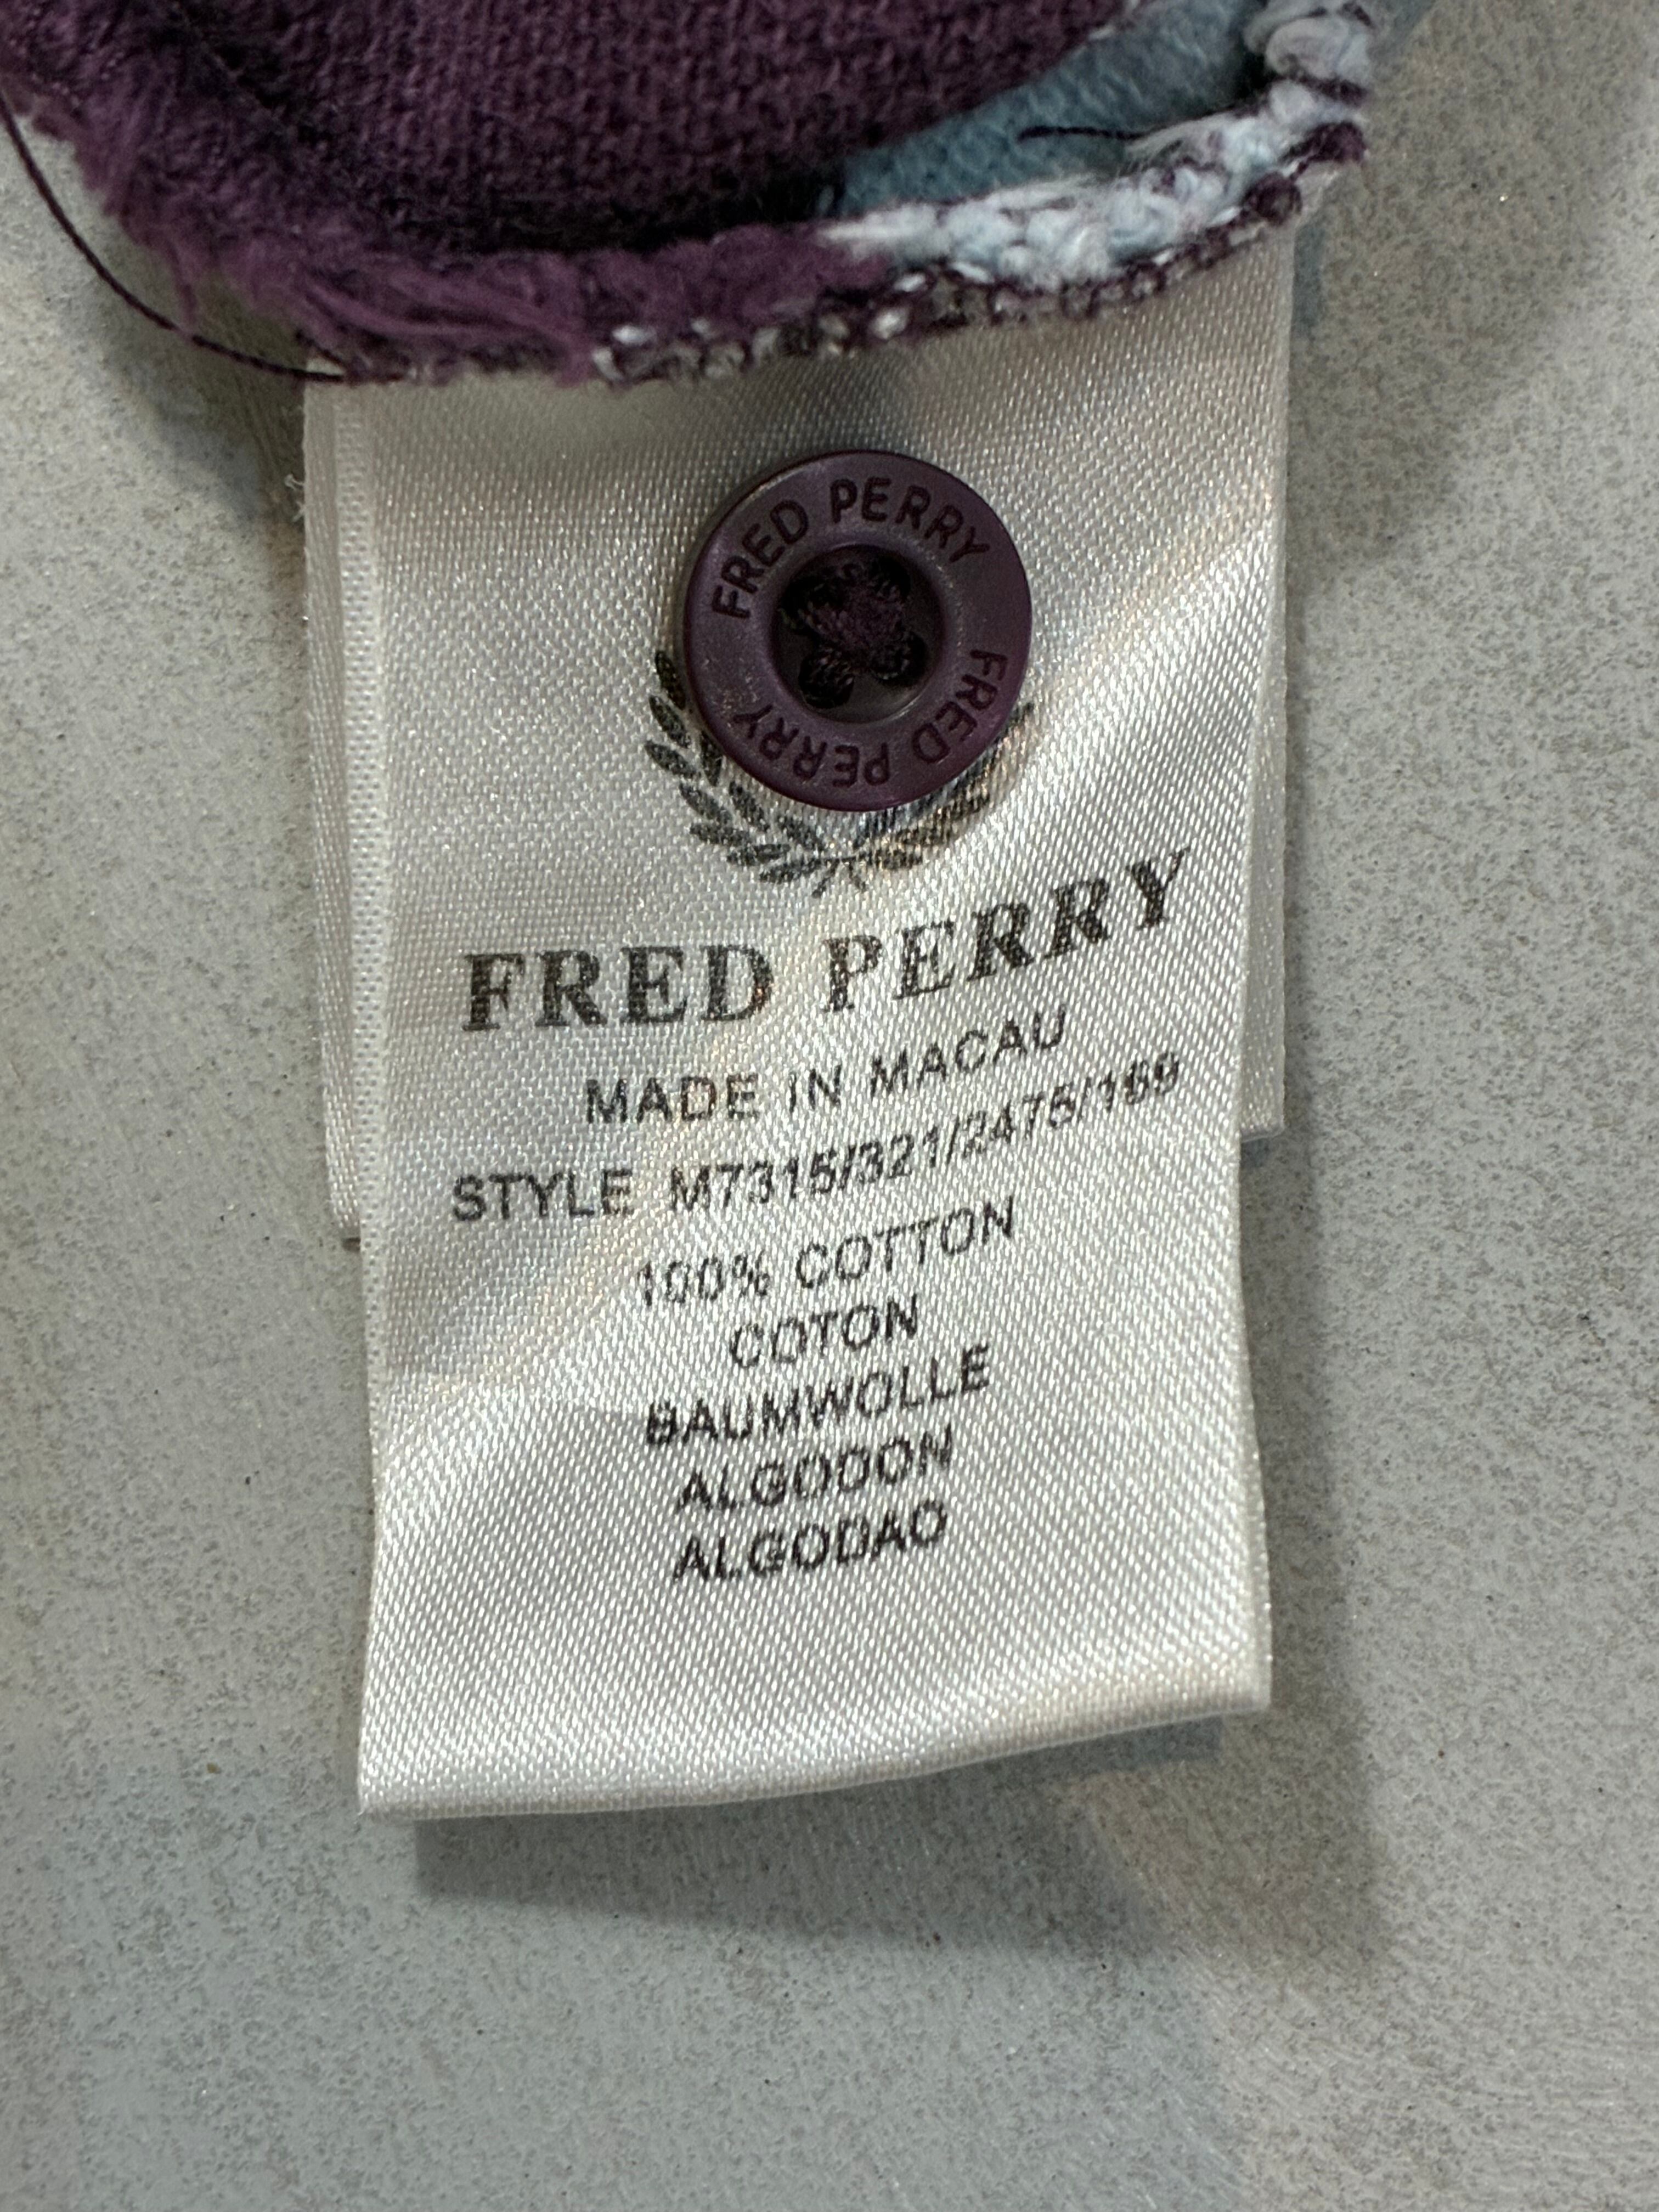 FRED PERRY
FRED PERRY
FRED PERRY
MADE IN MACAU
STYLE M7315/321/2475/169
100% COTTON
COTON
BAUMWOLLE
ALGODON
ALGODAO